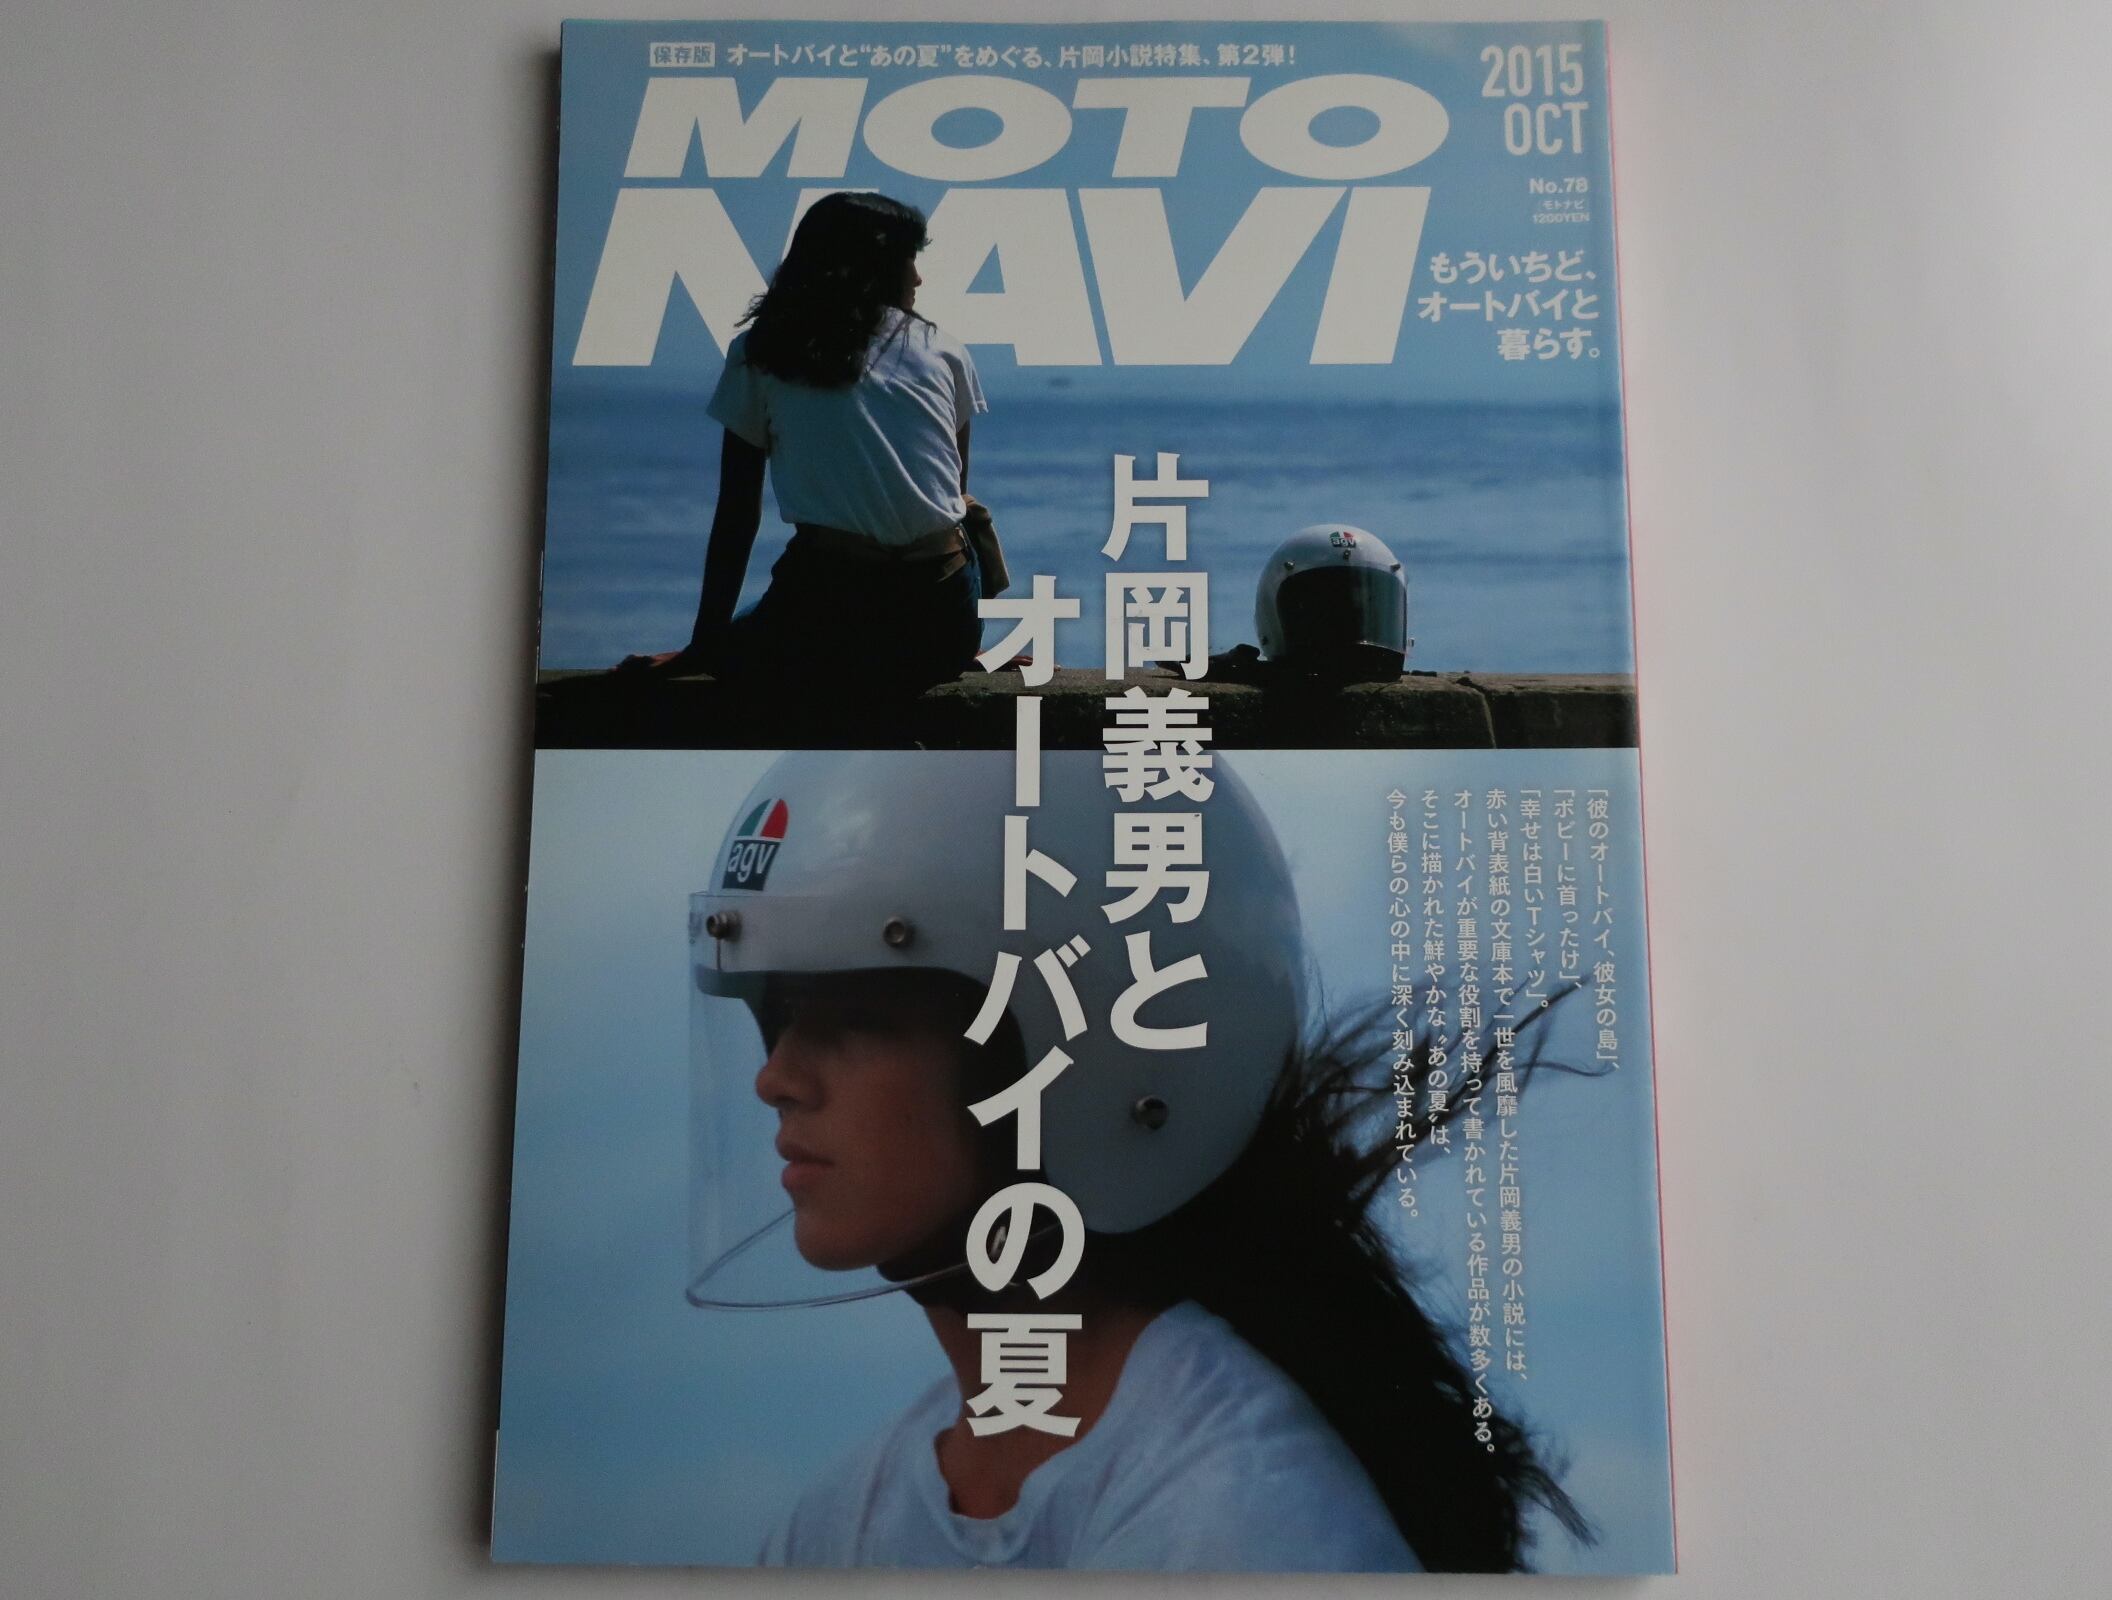 保存版 オートバイと“あの夏”をめぐる、片岡小説特集、第2弾！
MOTO
NAVI
2015
OCT
No.78
モトナビ
1200YEN
もういちど、
オートバイと
暮らす。
agv
片岡義男と
オートバイの夏
agv
「彼のオートバイ、彼女の島」、
「ボビーに首ったけ」、
「幸せは白いTシャツ」。
赤い背表紙の文庫本で一世を風靡した片岡義男の小説には、
オートバイが重要な役割を持って書かれている作品が数多くある。
そこに描かれた鮮やかな〝あの夏〟は、
今も僕らの心の中に深く刻み込まれている。